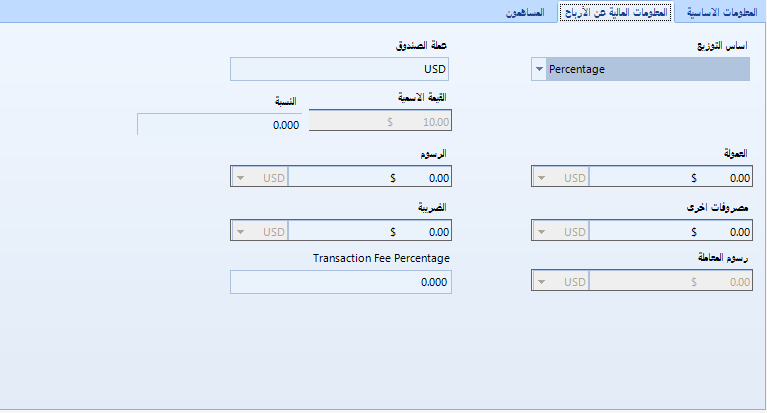 المعلومات الاساسية المعلومات المالية عن الأرباح المساهمون
اساس التوزيع عملة الصندوق
Percentage USD
القيمة الاسمية النسبة
$ 10.00 0.000
العمولة الرسوم
USD $ 0.00 USD $ 0.00
مصروفات اخرى الضريبة
USD $ 0.00 USD $ 0.00
رسوم المعاملة Transaction Fee Percentage
USD $ 0.00 0.000